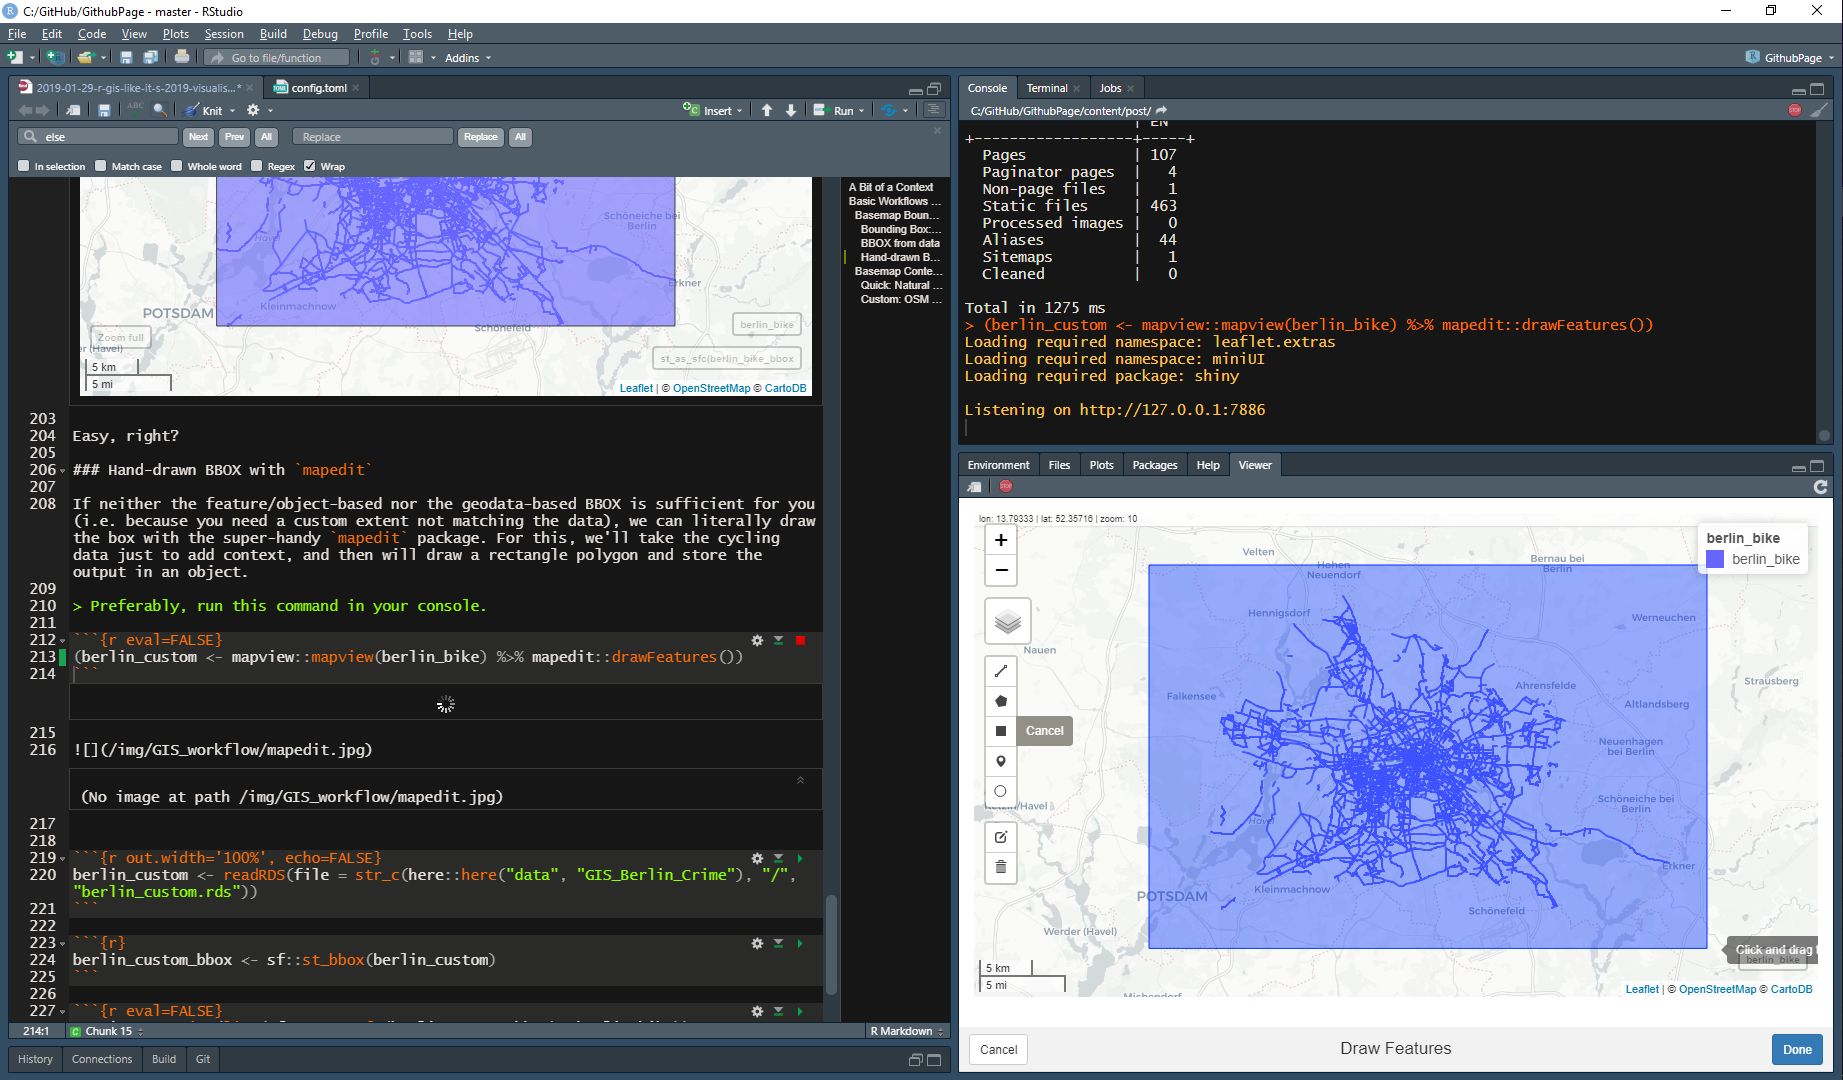 C:/GitHub/GithubPage - master - RStudio
File Edit Code View Plots Session Build Debug Profile Tools Help
Go to file/function Addins GithubPage
2019-01-29-r-gis-like-it-s-2019-visualis...* config.toml
ABC Knit Insert Run
else Next Prev All Replace Replace All
In selection Match case Whole word Regex Wrap
Schöneiche bei
Berlin
Havel
Erkner
Kleinmachnow
POTSDAM
Schönefeld
berlin_bike
Zoom full
r (Havel)
st_as_sfc(berlin_bike_bbox
5 km
5 mi
Leaflet | © OpenStreetMap © CartoDB
A Bit of a Context
Basic Workflows ...
Basemap Boun...
Bounding Box:...
BBOX from data
Hand-drawn B...
Basemap Conte...
Quick: Natural ...
Custom: OSM ...
203
204 Easy, right?
205
206 ### Hand-drawn BBOX with `mapedit`
207
208 If neither the feature/object-based nor the geodata-based BBOX is sufficient for you
(i.e. because you need a custom extent not matching the data), we can literally draw
the box with the super-handy `mapedit` package. For this, we'll take the cycling
data just to add context, and then will draw a rectangle polygon and store the
output in an object.
209
210 > Preferably, run this command in your console.
211
212 ```{r eval=FALSE}
213 (berlin_custom <- mapview::mapview(berlin_bike) %>% mapedit::drawFeatures())
214 ```
215
216 ![](/img/GIS_workflow/mapedit.jpg)
(No image at path /img/GIS_workflow/mapedit.jpg)
217
218
219 ```{r out.width='100%', echo=FALSE}
220 berlin_custom <- readRDS(file = str_c(here::here("data", "GIS_Berlin_Crime"), "/",
"berlin_custom.rds"))
221 ```
222
223 ```{r}
224 berlin_custom_bbox <- sf::st_bbox(berlin_custom)
225 ```
226
227 ```{r eval=FALSE}
214:1 Chunk 15 R Markdown
History Connections Build Git
Console Terminal Jobs
C:/GitHub/GithubPage/content/post/
STOP
| EN
+------------------+-----+
Pages | 107
Paginator pages | 4
Non-page files | 1
Static files | 463
Processed images | 0
Aliases | 44
Sitemaps | 1
Cleaned | 0
Total in 1275 ms
> (berlin_custom <- mapview::mapview(berlin_bike) %>% mapedit::drawFeatures())
Loading required namespace: leaflet.extras
Loading required namespace: miniUI
Loading required package: shiny
Listening on http://127.0.0.1:7886
Environment Files Plots Packages Help Viewer
STOP
lon: 13.79333 | lat: 52.35716 | zoom: 10
+
−
berlin_bike
berlin_bike
Velten
Bernau bei
Berlin
Hohen
Neuendorf
Hennigsdorf
Werneuchen
Nauen
Strausberg
Ahrensfelde
Falkensee
Altlandsberg
Cancel
Neuenhagen
bei Berlin
Schöneiche bei
Berlin
Ketzin/Havel
Havel
Erkner
POTSDAM
Kleinmachnow
Schönefeld
Werder (Havel)
Click and drag
berlin_bike
5 km
5 mi
Michendorf
Leaflet | © OpenStreetMap © CartoDB
Cancel Draw Features Done